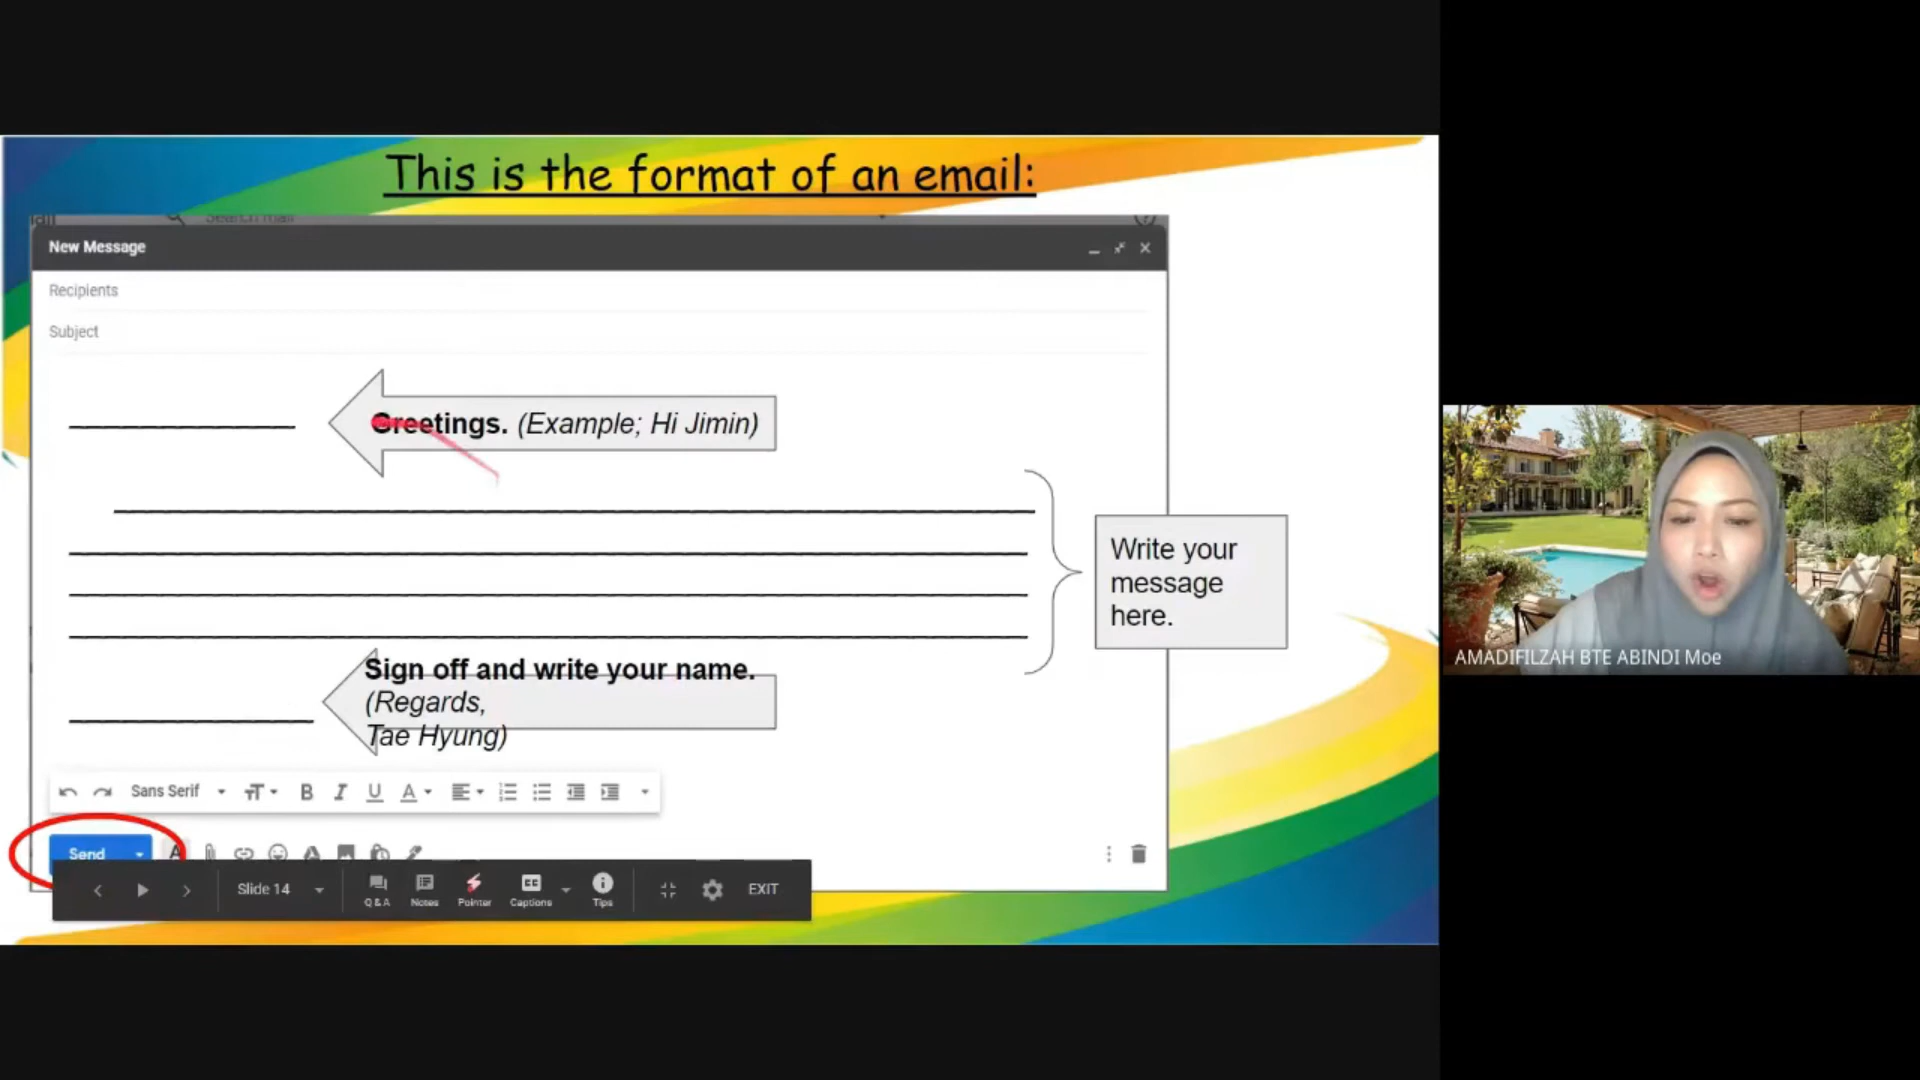 This is the format of an email:
Search mail
New Message
Recipients
Subject
Greetings. (Example; Hi Jimin)
Write your
message
here.
Sign off and write your name.
(Regards,
Tae Hyung)
Sans Serif
Send
Slide 14
Q & A
Notes
Pointer
Captions
Tips
EXIT
AMADIFILZAH BTE ABINDI Moe